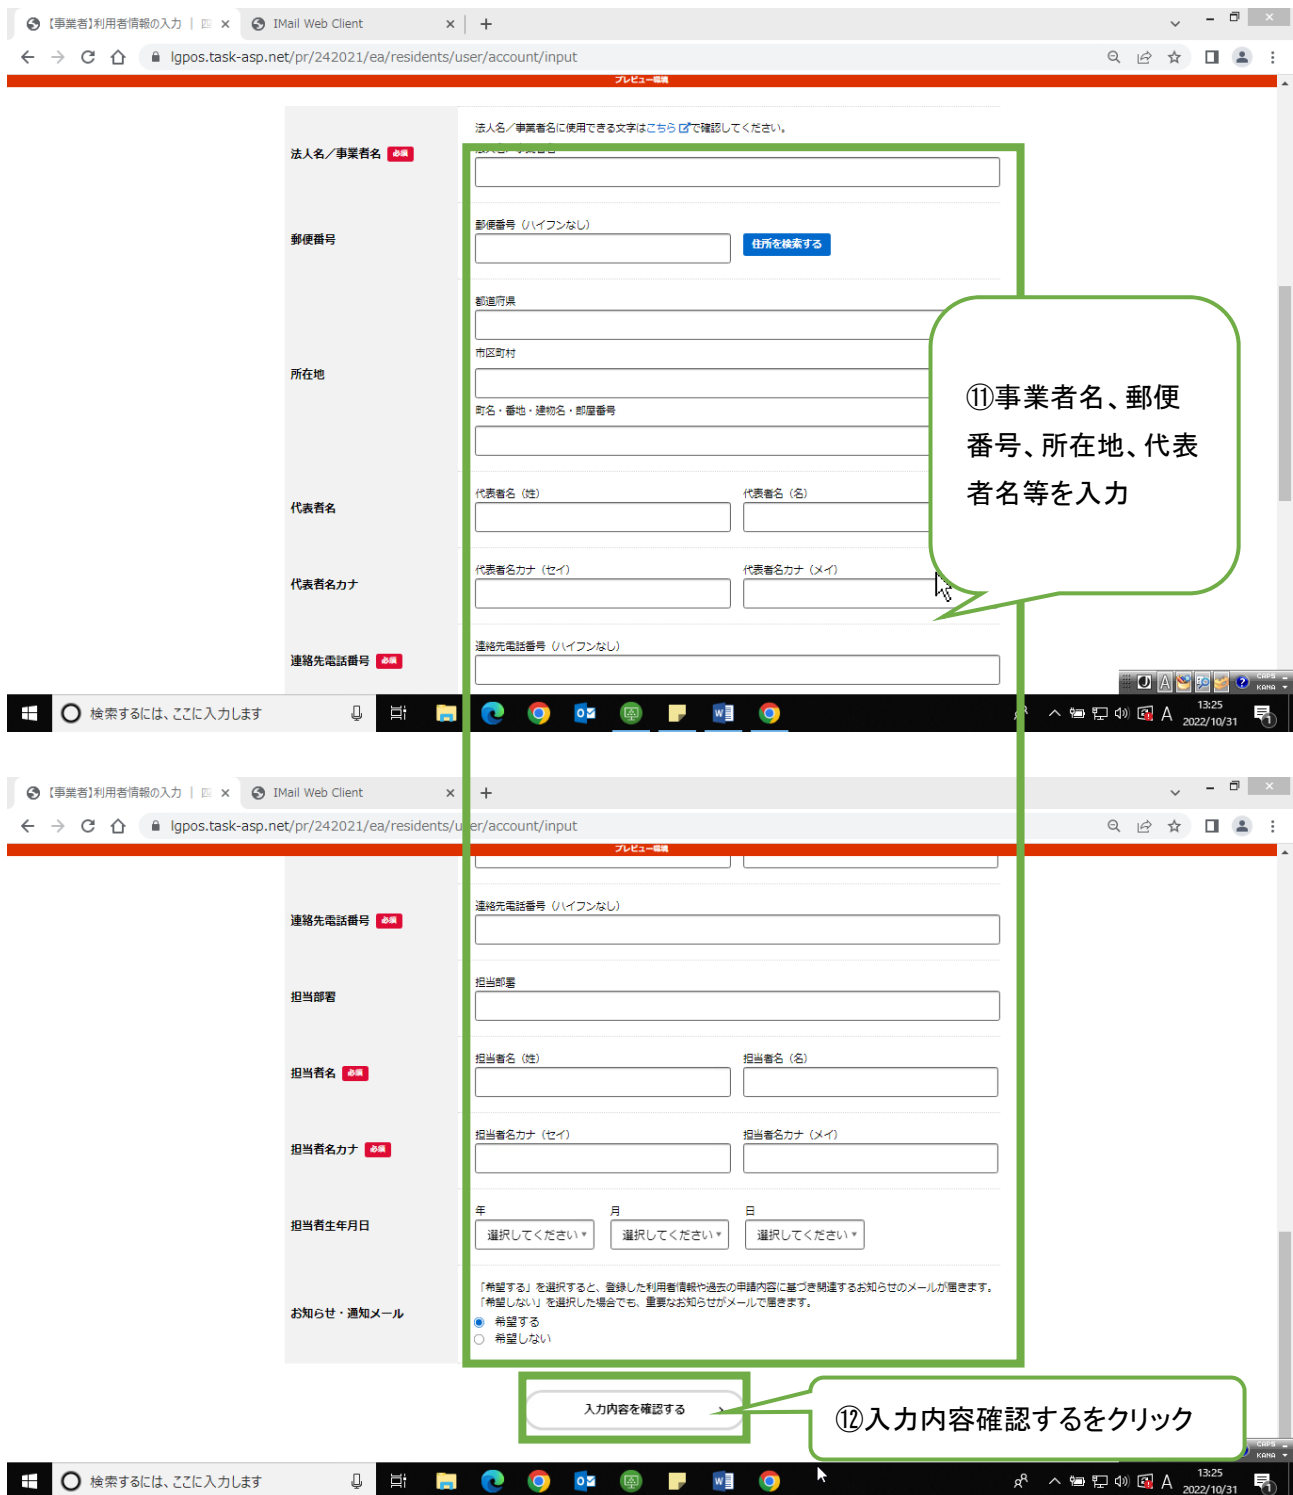 【事業者】利用者情報の入力 |
IMail Web Client
lgpos.task-asp.net/pr/242021/ea/residents/user/account/input
プレビュー環境
法人名/事業者名に使用できる文字はこちらで確認してください。
法人名/事業者名 必須
郵便番号（ハイフンなし）
郵便番号
住所を検索する
都道府県
市区町村
所在地
町名・番地・建物名・部屋番号
⑪事業者名、郵便
番号、所在地、代表
者名等を入力
代表者名（姓） 代表者名（名）
代表者名
代表者名カナ（セイ） 代表者名カナ（メイ）
代表者名カナ
連絡先電話番号（ハイフンなし）
連絡先電話番号 必須
CAPS
KANA
検索するには、ここに入力します
A
13:25
2022/10/31
【事業者】利用者情報の入力 |
IMail Web Client
lgpos.task-asp.net/pr/242021/ea/residents/user/account/input
プレビュー環境
連絡先電話番号（ハイフンなし）
連絡先電話番号 必須
担当部署
担当部署
担当者名（姓） 担当者名（名）
担当者名 必須
担当者名カナ（セイ） 担当者名カナ（メイ）
担当者名カナ 必須
年 月 日
担当者生年月日
選択してください 選択してください 選択してください
「希望する」を選択すると、登録した利用者情報や過去の申請内容に基づき関連するお知らせのメールが届きます。
「希望しない」を選択した場合でも、重要なお知らせがメールで届きます。
お知らせ・通知メール
希望する
希望しない
入力内容を確認する
⑫入力内容確認するをクリック
CAPS
KANA
検索するには、ここに入力します
A
13:25
2022/10/31